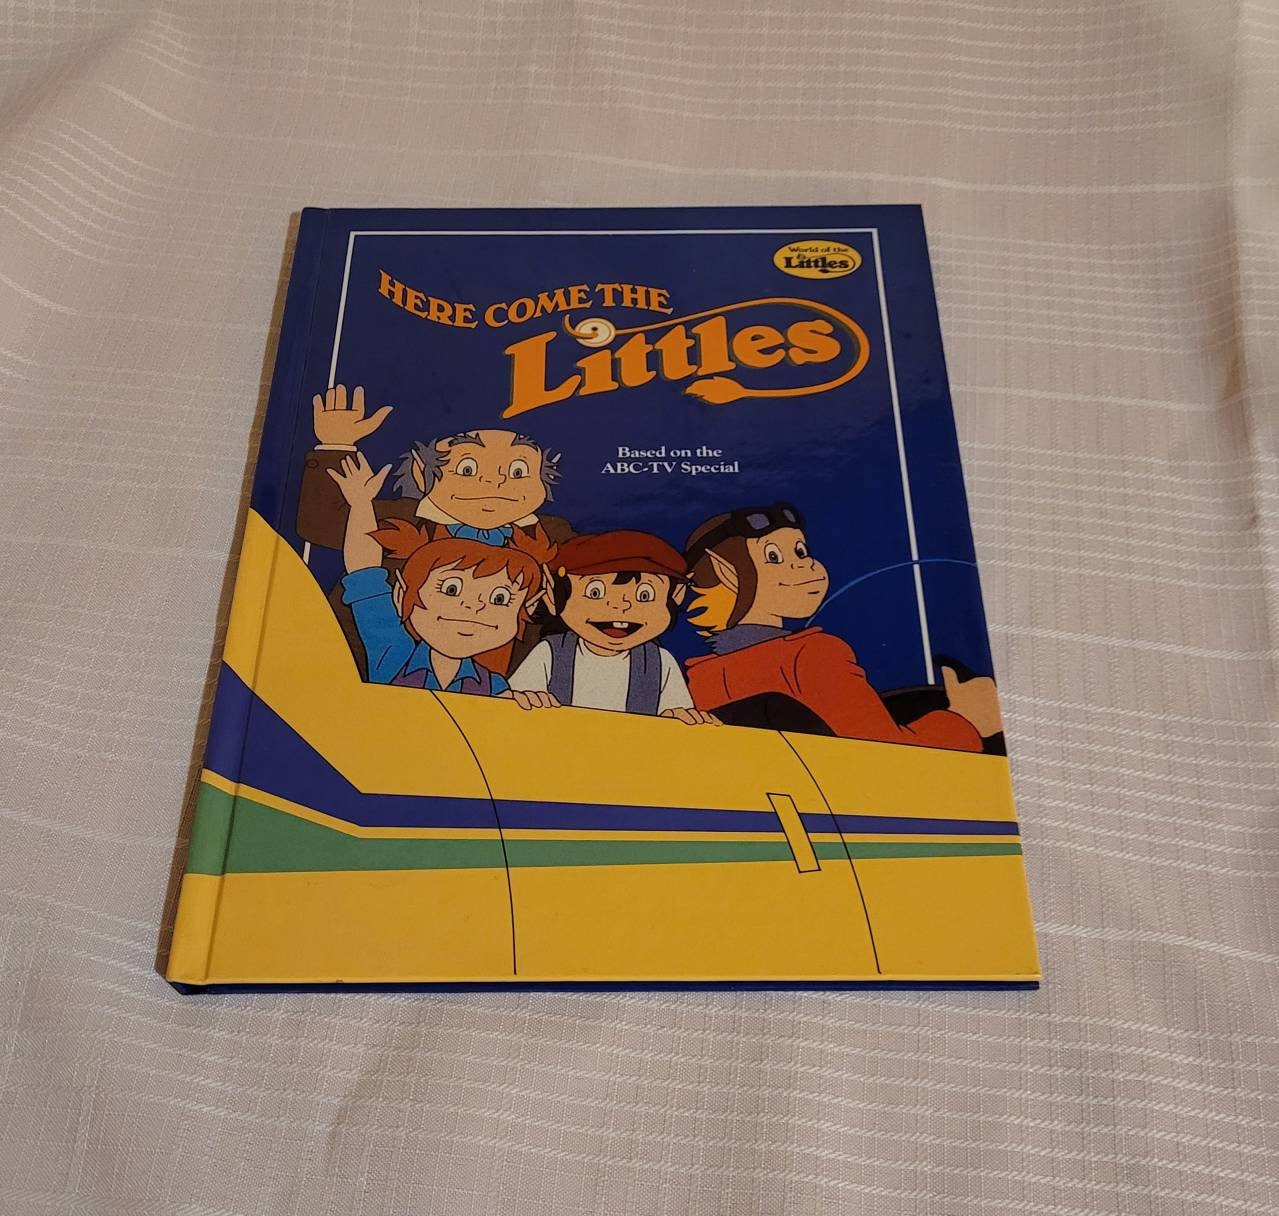 World of the
Littles
HERE COME THE
Littles
Based on the
ABC-TV Special